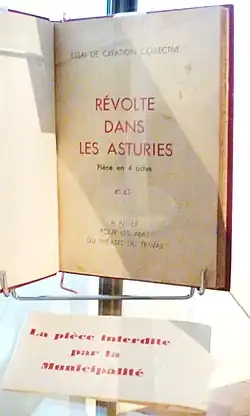 ESSAI DE CRÉATION COLLECTIVE
RÉVOLTE
DANS
LES ASTURIES
Pièce en 4 actes
A ALGER
POUR LES AMIS
DU THÉATRE DU TRAVAIL
La pièce interdite
par la
Municipalité